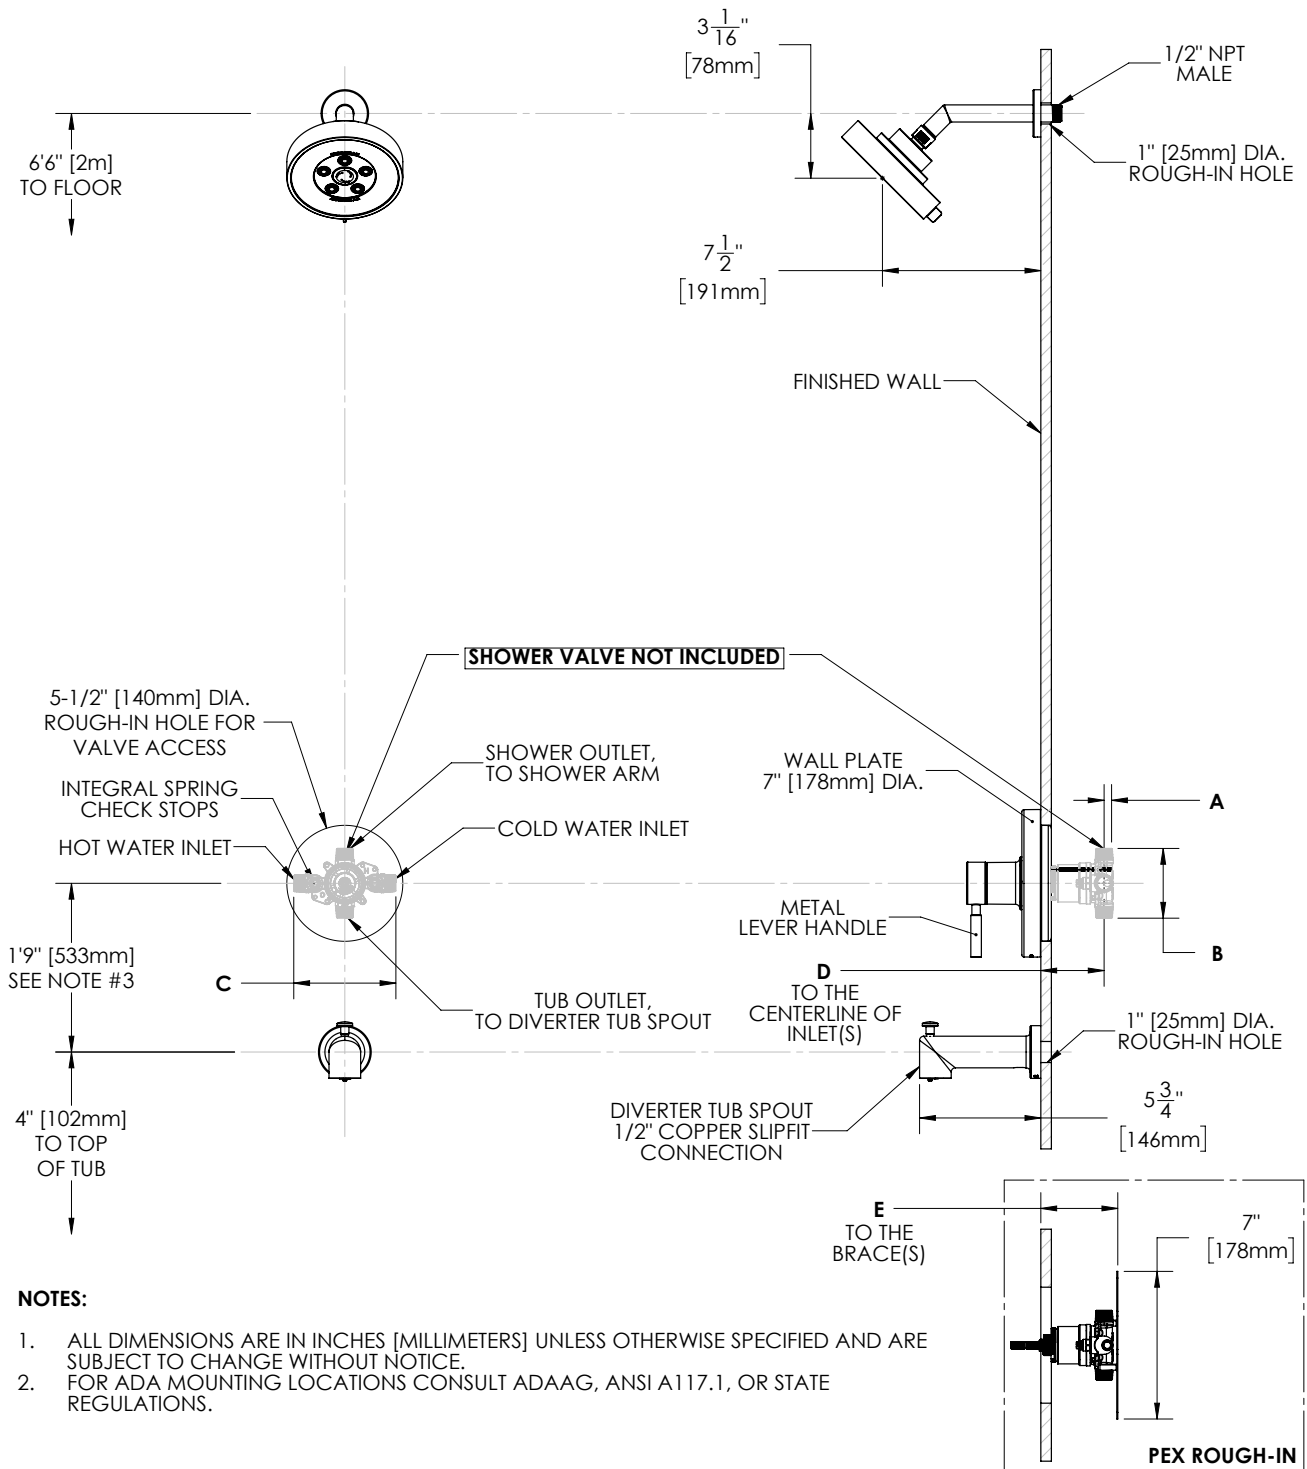 3 1/16"
[78mm]
1/2" NPT
MALE
6'6" [2m]
TO FLOOR
1" [25mm] DIA.
ROUGH-IN HOLE
7 1/2"
[191mm]
FINISHED WALL
SHOWER VALVE NOT INCLUDED
5-1/2" [140mm] DIA.
ROUGH-IN HOLE FOR
VALVE ACCESS
SHOWER OUTLET,
TO SHOWER ARM
WALL PLATE
7" [178mm] DIA.
INTEGRAL SPRING
CHECK STOPS
A
COLD WATER INLET
HOT WATER INLET
METAL
LEVER HANDLE
1'9" [533mm]
SEE NOTE #3
B
C
D
TO THE
CENTERLINE OF
INLET(S)
TUB OUTLET,
TO DIVERTER TUB SPOUT
1" [25mm] DIA.
ROUGH-IN HOLE
4" [102mm]
TO TOP
OF TUB
DIVERTER TUB SPOUT
1/2" COPPER SLIPFIT
CONNECTION
5 3/4"
[146mm]
E
TO THE
BRACE(S)
7"
[178mm]
NOTES:
1. ALL DIMENSIONS ARE IN INCHES [MILLIMETERS] UNLESS OTHERWISE SPECIFIED AND ARE
SUBJECT TO CHANGE WITHOUT NOTICE.
2. FOR ADA MOUNTING LOCATIONS CONSULT ADAAG, ANSI A117.1, OR STATE
REGULATIONS.
PEX ROUGH-IN